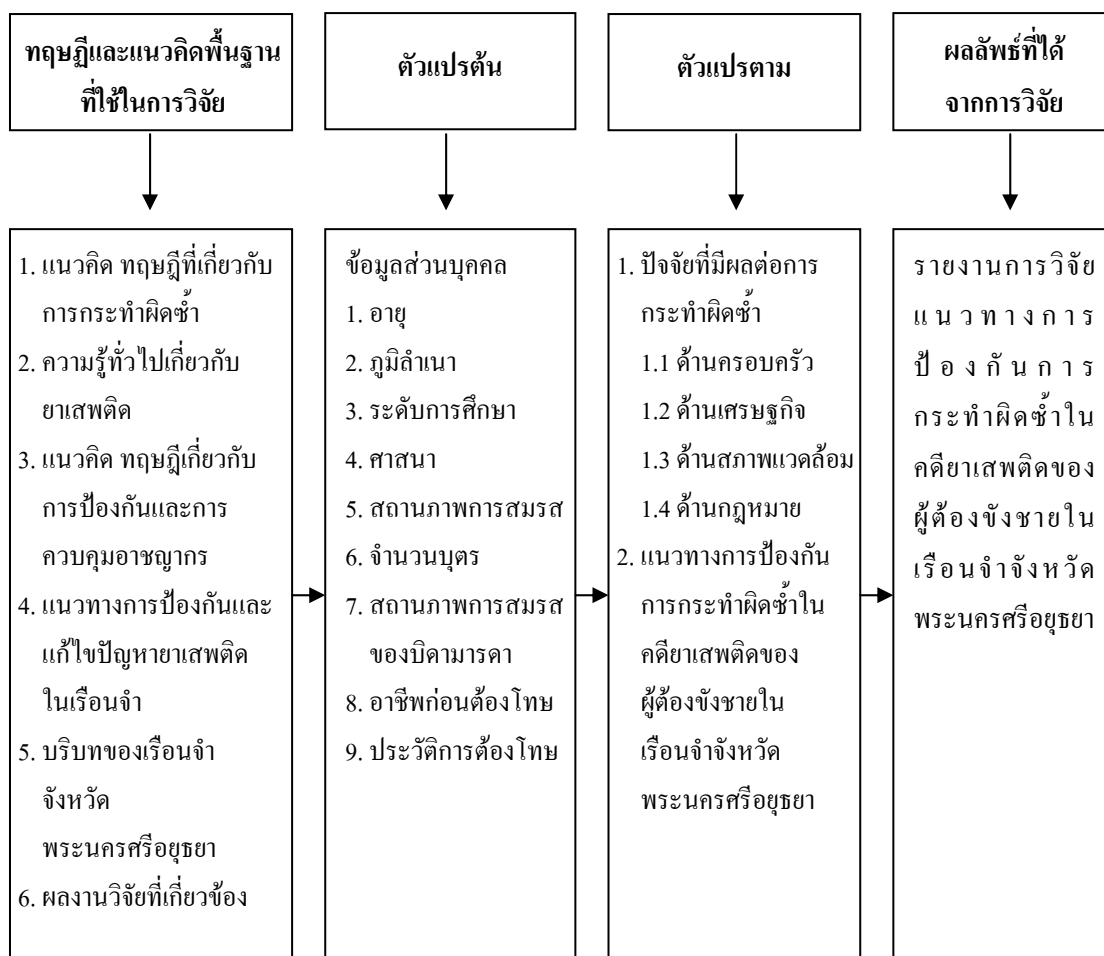 ทฤษฎีและแนวคิดพื้นฐาน
ที่ใช้ในการวิจัย
ตัวแปรต้น
ตัวแปรตาม
ผลลัพธ์ที่ได้
จากการวิจัย
1. แนวคิด ทฤษฎีที่เกี่ยวกับ
การกระทำผิดซ้ำ
2. ความรู้ทั่วไปเกี่ยวกับ
ยาเสพติด
3. แนวคิด ทฤษฎีเกี่ยวกับ
การป้องกันและการ
ควบคุมอาชญากร
4. แนวทางการป้องกันและ
แก้ไขปัญหายาเสพติด
ในเรือนจำ
5. บริบทของเรือนจำ
จังหวัด
พระนครศรีอยุธยา
6. ผลงานวิจัยที่เกี่ยวข้อง
ข้อมูลส่วนบุคคล
1. อายุ
2. ภูมิลำเนา
3. ระดับการศึกษา
4. ศาสนา
5. สถานภาพการสมรส
6. จำนวนบุตร
7. สถานภาพการสมรส
ของบิดามารดา
8. อาชีพก่อนต้องโทษ
9. ประวัติการต้องโทษ
1. ปัจจัยที่มีผลต่อการ
กระทำผิดซ้ำ
1.1 ด้านครอบครัว
1.2 ด้านเศรษฐกิจ
1.3 ด้านสภาพแวดล้อม
1.4 ด้านกฎหมาย
2. แนวทางการป้องกัน
การกระทำผิดซ้ำใน
คดียาเสพติดของ
ผู้ต้องขังชายใน
เรือนจำจังหวัด
พระนครศรีอยุธยา
รายงานการวิจัย
แนวทางการ
ป้องกันการ
กระทำผิดซ้ำใน
คดียาเสพติดของ
ผู้ต้องขังชายใน
เรือนจำจังหวัด
พระนครศรีอยุธยา